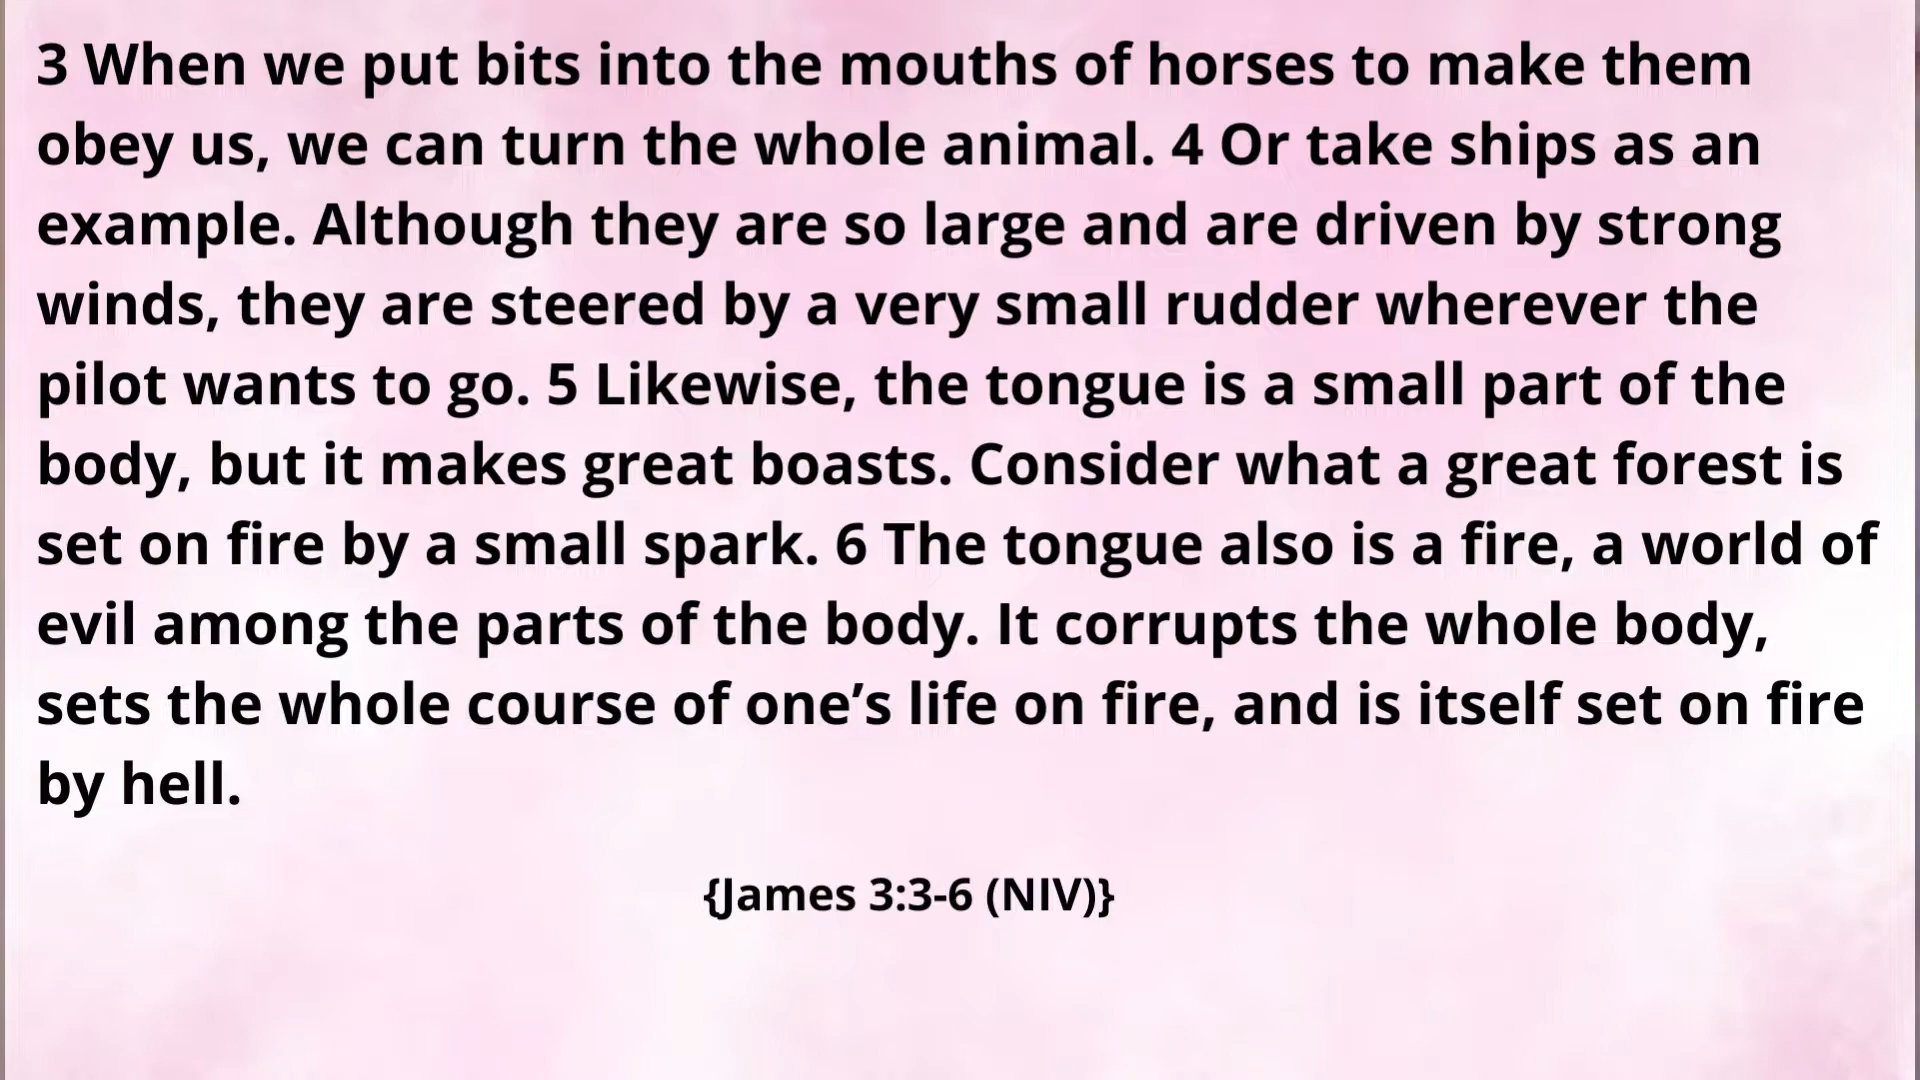 3 When we put bits into the mouths of horses to make them
obey us, we can turn the whole animal. 4 Or take ships as an
example. Although they are so large and are driven by strong
winds, they are steered by a very small rudder wherever the
pilot wants to go. 5 Likewise, the tongue is a small part of the
body, but it makes great boasts. Consider what a great forest is
set on fire by a small spark. 6 The tongue also is a fire, a world of
evil among the parts of the body. It corrupts the whole body,
sets the whole course of one’s life on fire, and is itself set on fire
by hell.
{James 3:3-6 (NIV)}